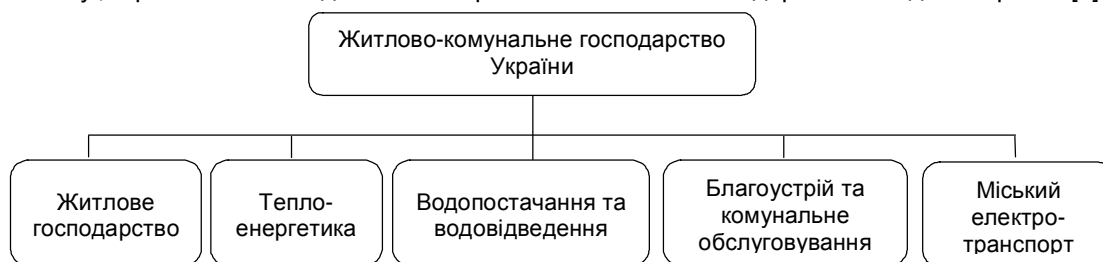 Житлово-комунальне господарство
України
Житлове
господарство
Тепло-
енергетика
Водопостачання та
водовідведення
Благоустрій та
комунальне
обслуговування
Міський
електро-
транспорт